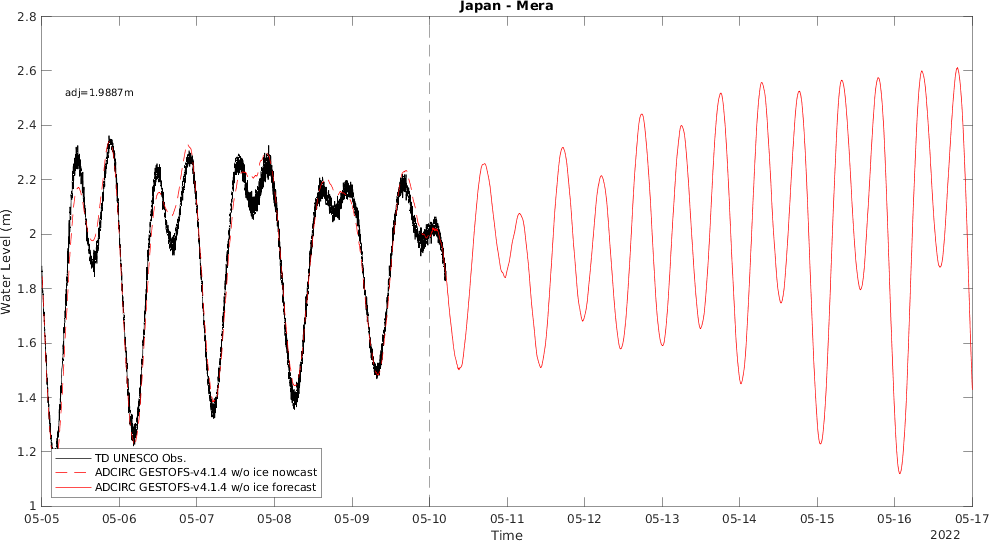 Japan - Mera
2.8
2.6
2.4
2.2
2
1.8
1.6
1.4
1.2
1
Water Level (m)
adj=1.9887m
TD UNESCO Obs.
ADCIRC GESTOFS-v4.1.4 w/o ice nowcast
ADCIRC GESTOFS-v4.1.4 w/o ice forecast
05-05 05-06 05-07 05-08 05-09 05-10 05-11 05-12 05-13 05-14 05-15 05-16 05-17
Time
2022